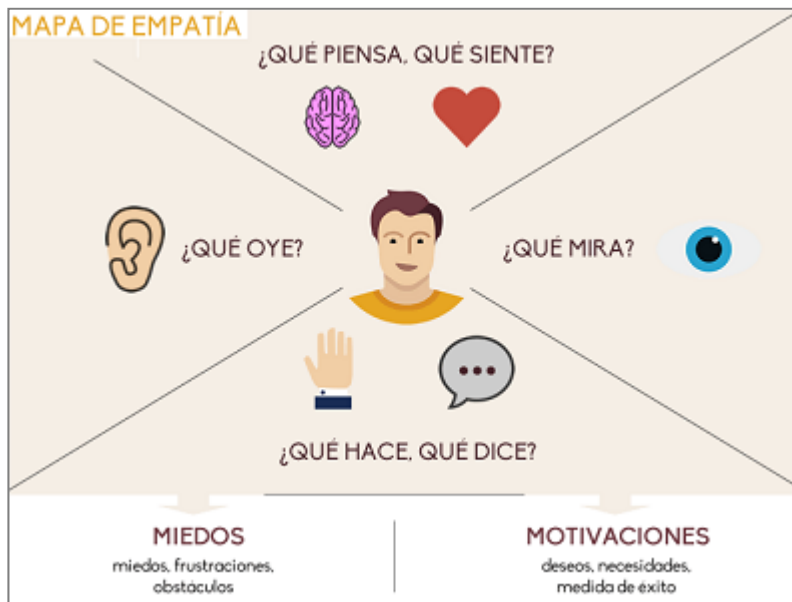 MAPA DE EMPATÍA
¿QUÉ PIENSA, QUÉ SIENTE?
¿QUÉ OYE?
¿QUÉ MIRA?
¿QUÉ HACE, QUÉ DICE?
MIEDOS
miedos, frustraciones,
obstáculos
MOTIVACIONES
deseos, necesidades,
medida de éxito